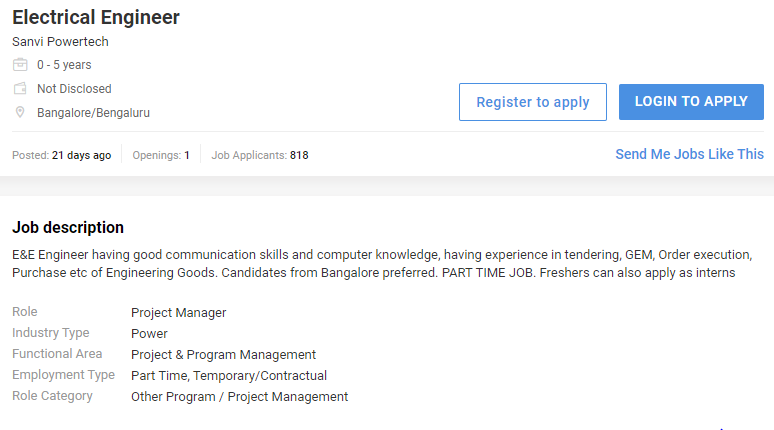 Electrical Engineer
Sanvi Powertech
0 - 5 years
Not Disclosed
Bangalore/Bengaluru
Register to apply
LOGIN TO APPLY
Posted: 21 days ago Openings: 1 Job Applicants: 818
Send Me Jobs Like This
Job description
E&E Engineer having good communication skills and computer knowledge, having experience in tendering, GEM, Order execution,
Purchase etc of Engineering Goods. Candidates from Bangalore preferred. PART TIME JOB. Freshers can also apply as interns
Role Project Manager
Industry Type Power
Functional Area Project & Program Management
Employment Type Part Time, Temporary/Contractual
Role Category Other Program / Project Management